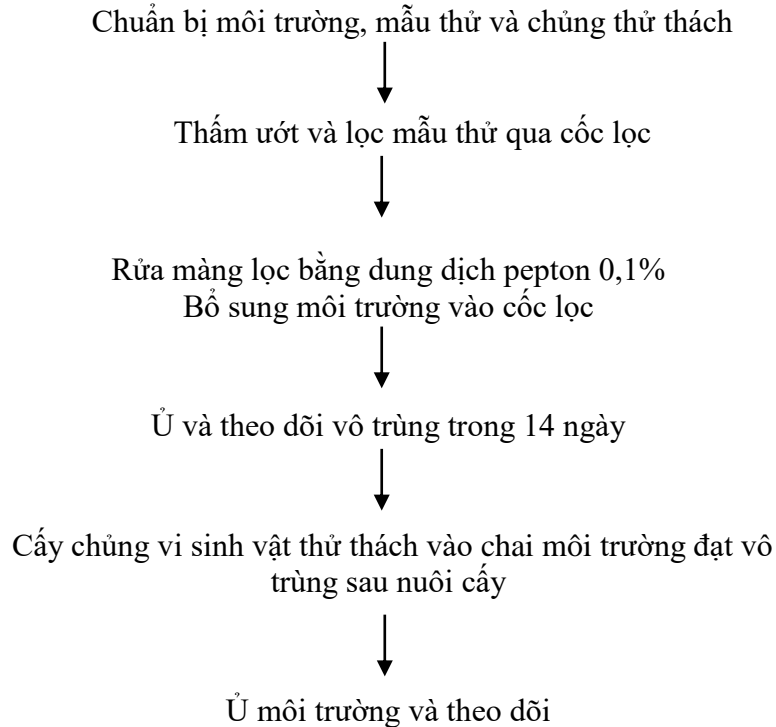 Chuẩn bị môi trường, mẫu thử và chủng thử thách
Thấm ướt và lọc mẫu thử qua cốc lọc
Rửa màng lọc bằng dung dịch pepton 0,1%
Bổ sung môi trường vào cốc lọc
Ủ và theo dõi vô trùng trong 14 ngày
Cấy chủng vi sinh vật thử thách vào chai môi trường đạt vô
trùng sau nuôi cấy
Ủ môi trường và theo dõi